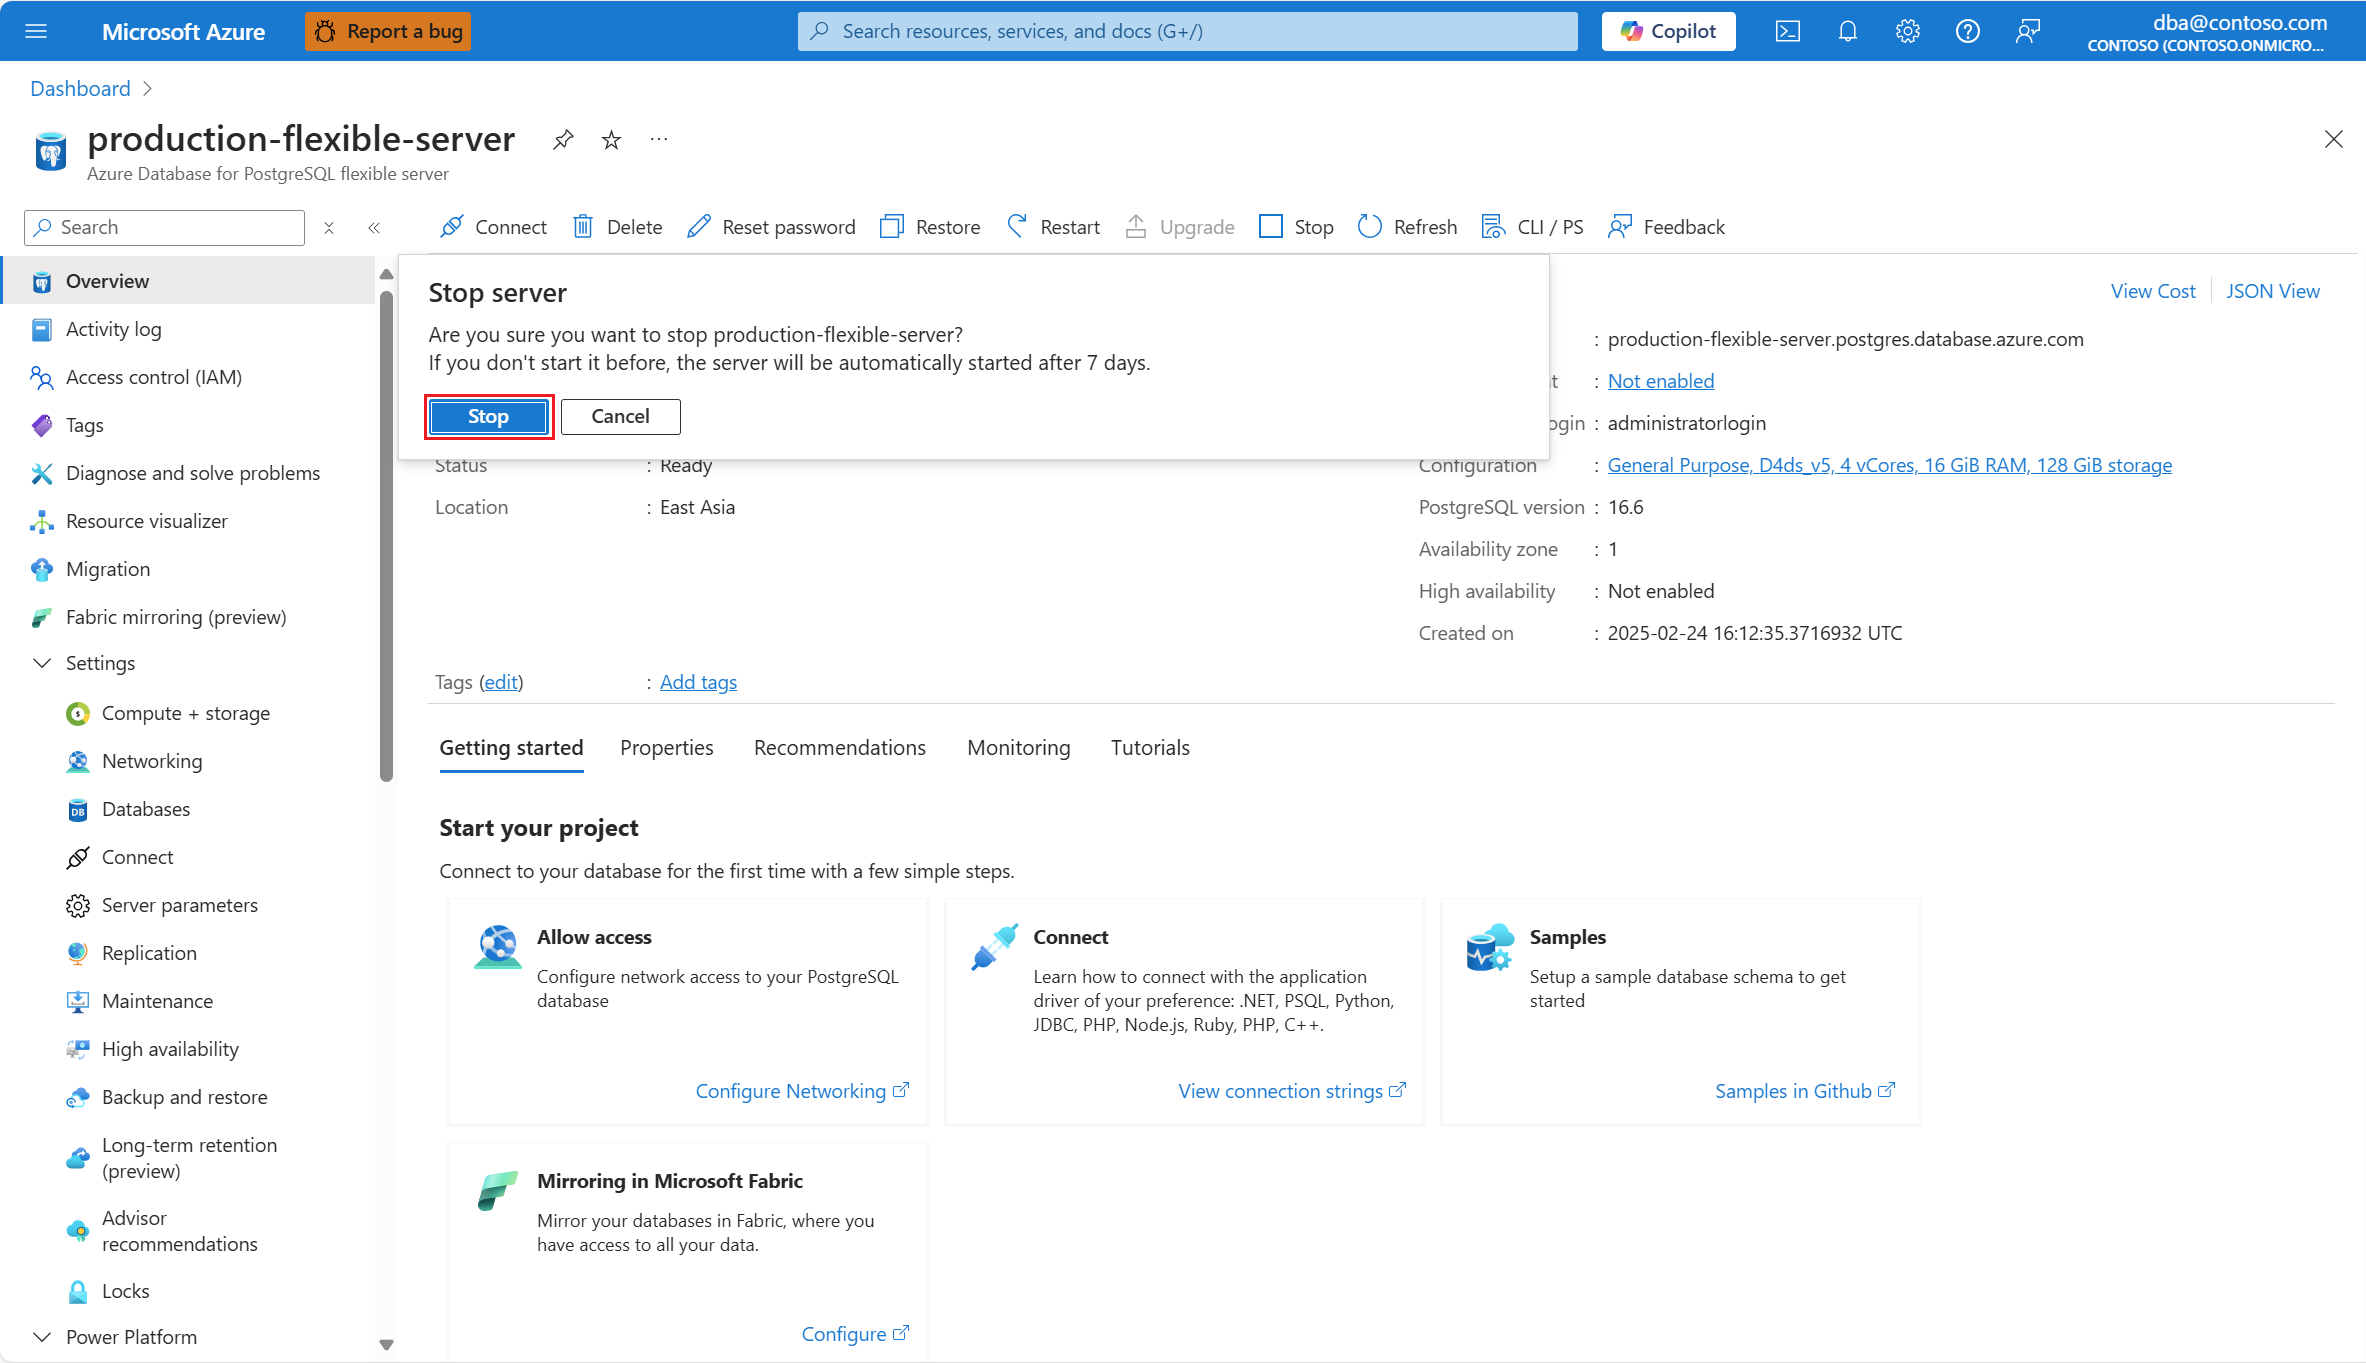 Microsoft Azure
Report a bug
Search resources, services, and docs (G+/)
Copilot
dba@contoso.com
CONTOSO (CONTOSO.ONMICRO...
Dashboard
production-flexible-server
Azure Database for PostgreSQL flexible server
Search
Connect
Delete
Reset password
Restore
Restart
Upgrade
Stop
Refresh
CLI / PS
Feedback
Overview
Activity log
Access control (IAM)
Tags
Diagnose and solve problems
Resource visualizer
Migration
Fabric mirroring (preview)
Settings
Compute + storage
Networking
Databases
Connect
Server parameters
Replication
Maintenance
High availability
Backup and restore
Long-term retention
(preview)
Advisor
recommendations
Locks
Power Platform
Stop server
Are you sure you want to stop production-flexible-server?
If you don't start it before, the server will be automatically started after 7 days.
Stop
Cancel
View Cost
JSON View
: production-flexible-server.postgres.database.azure.com
: Not enabled
ogin : administratorlogin
Status : Ready
Configuration : General Purpose, D4ds_v5, 4 vCores, 16 GiB RAM, 128 GiB storage
Location : East Asia
PostgreSQL version : 16.6
Availability zone : 1
High availability : Not enabled
Created on : 2025-02-24 16:12:35.3716932 UTC
Tags (edit) : Add tags
Getting started
Properties
Recommendations
Monitoring
Tutorials
Start your project
Connect to your database for the first time with a few simple steps.
Allow access
Configure network access to your PostgreSQL
database
Configure Networking
Connect
Learn how to connect with the application
driver of your preference: .NET, PSQL, Python,
JDBC, PHP, Node.js, Ruby, PHP, C++.
View connection strings
Samples
Setup a sample database schema to get
started
Samples in Github
Mirroring in Microsoft Fabric
Mirror your databases in Fabric, where you
have access to all your data.
Configure